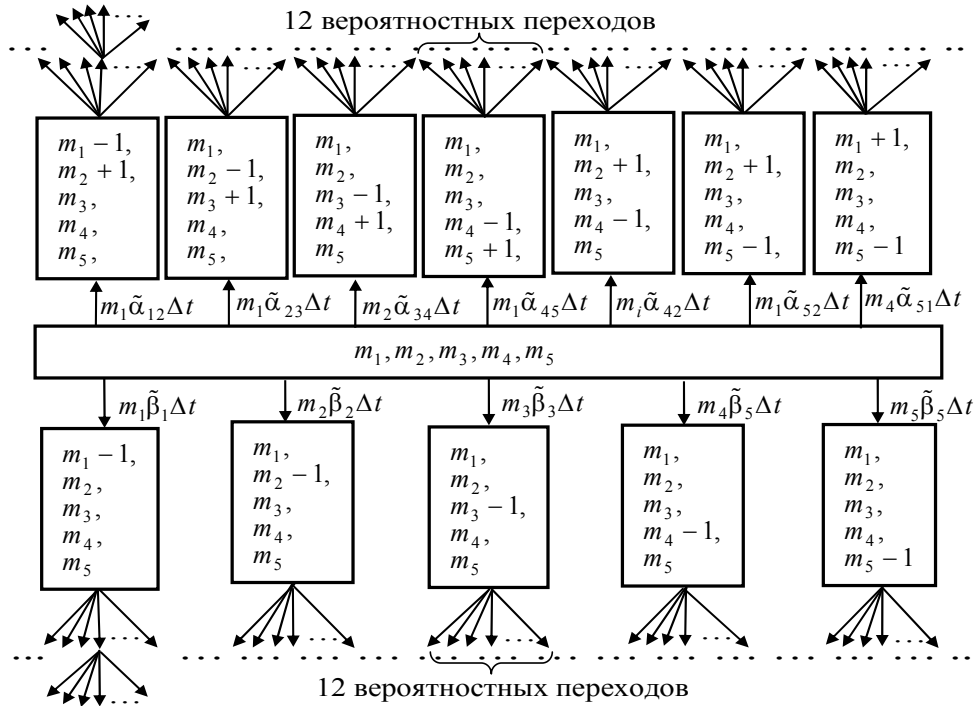 12 вероятностных переходов
m₁ − 1,
m₂ + 1,
m₃,
m₄,
m₅,
m₁,
m₂ − 1,
m₃ + 1,
m₄,
m₅,
m₁,
m₂,
m₃ − 1,
m₄ + 1,
m₅
m₁,
m₂,
m₃,
m₄ − 1,
m₅ + 1,
m₁,
m₂ + 1,
m₃,
m₄ − 1,
m₅
m₁,
m₂ + 1,
m₃,
m₄,
m₅ − 1,
m₁ + 1,
m₂,
m₃,
m₄,
m₅ − 1
m₁α̃₁₂Δt
m₁α̃₂₃Δt
m₂α̃₃₄Δt
m₁α̃₄₅Δt
mᵢα̃₄₂Δt
m₁α̃₅₂Δt
m₄α̃₅₁Δt
m₁, m₂, m₃, m₄, m₅
m₁β̃₁Δt
m₂β̃₂Δt
m₃β̃₃Δt
m₄β̃₅Δt
m₅β̃₅Δt
m₁ − 1,
m₂,
m₃,
m₄,
m₅
m₁,
m₂ − 1,
m₃,
m₄,
m₅
m₁,
m₂,
m₃ − 1,
m₄,
m₅
m₁,
m₂,
m₃,
m₄ − 1,
m₅
m₁,
m₂,
m₃,
m₄,
m₅ − 1
12 вероятностных переходов